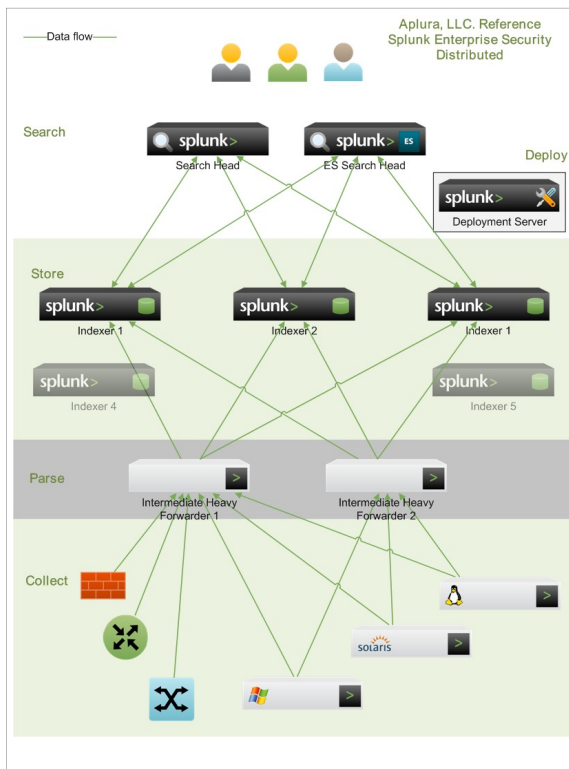 Data flow
Aplura, LLC. Reference
Splunk Enterprise Security
Distributed
Search
splunk>
splunk> ES
Search Head
ES Search Head
Deploy
splunk>
Deployment Server
Store
splunk>
splunk>
splunk>
Indexer 1
Indexer 2
Indexer 1
splunk>
splunk>
Indexer 4
Indexer 5
Parse
>
>
Intermediate Heavy
Forwarder 1
Intermediate Heavy
Forwarder 2
Collect
>
solaris >
>